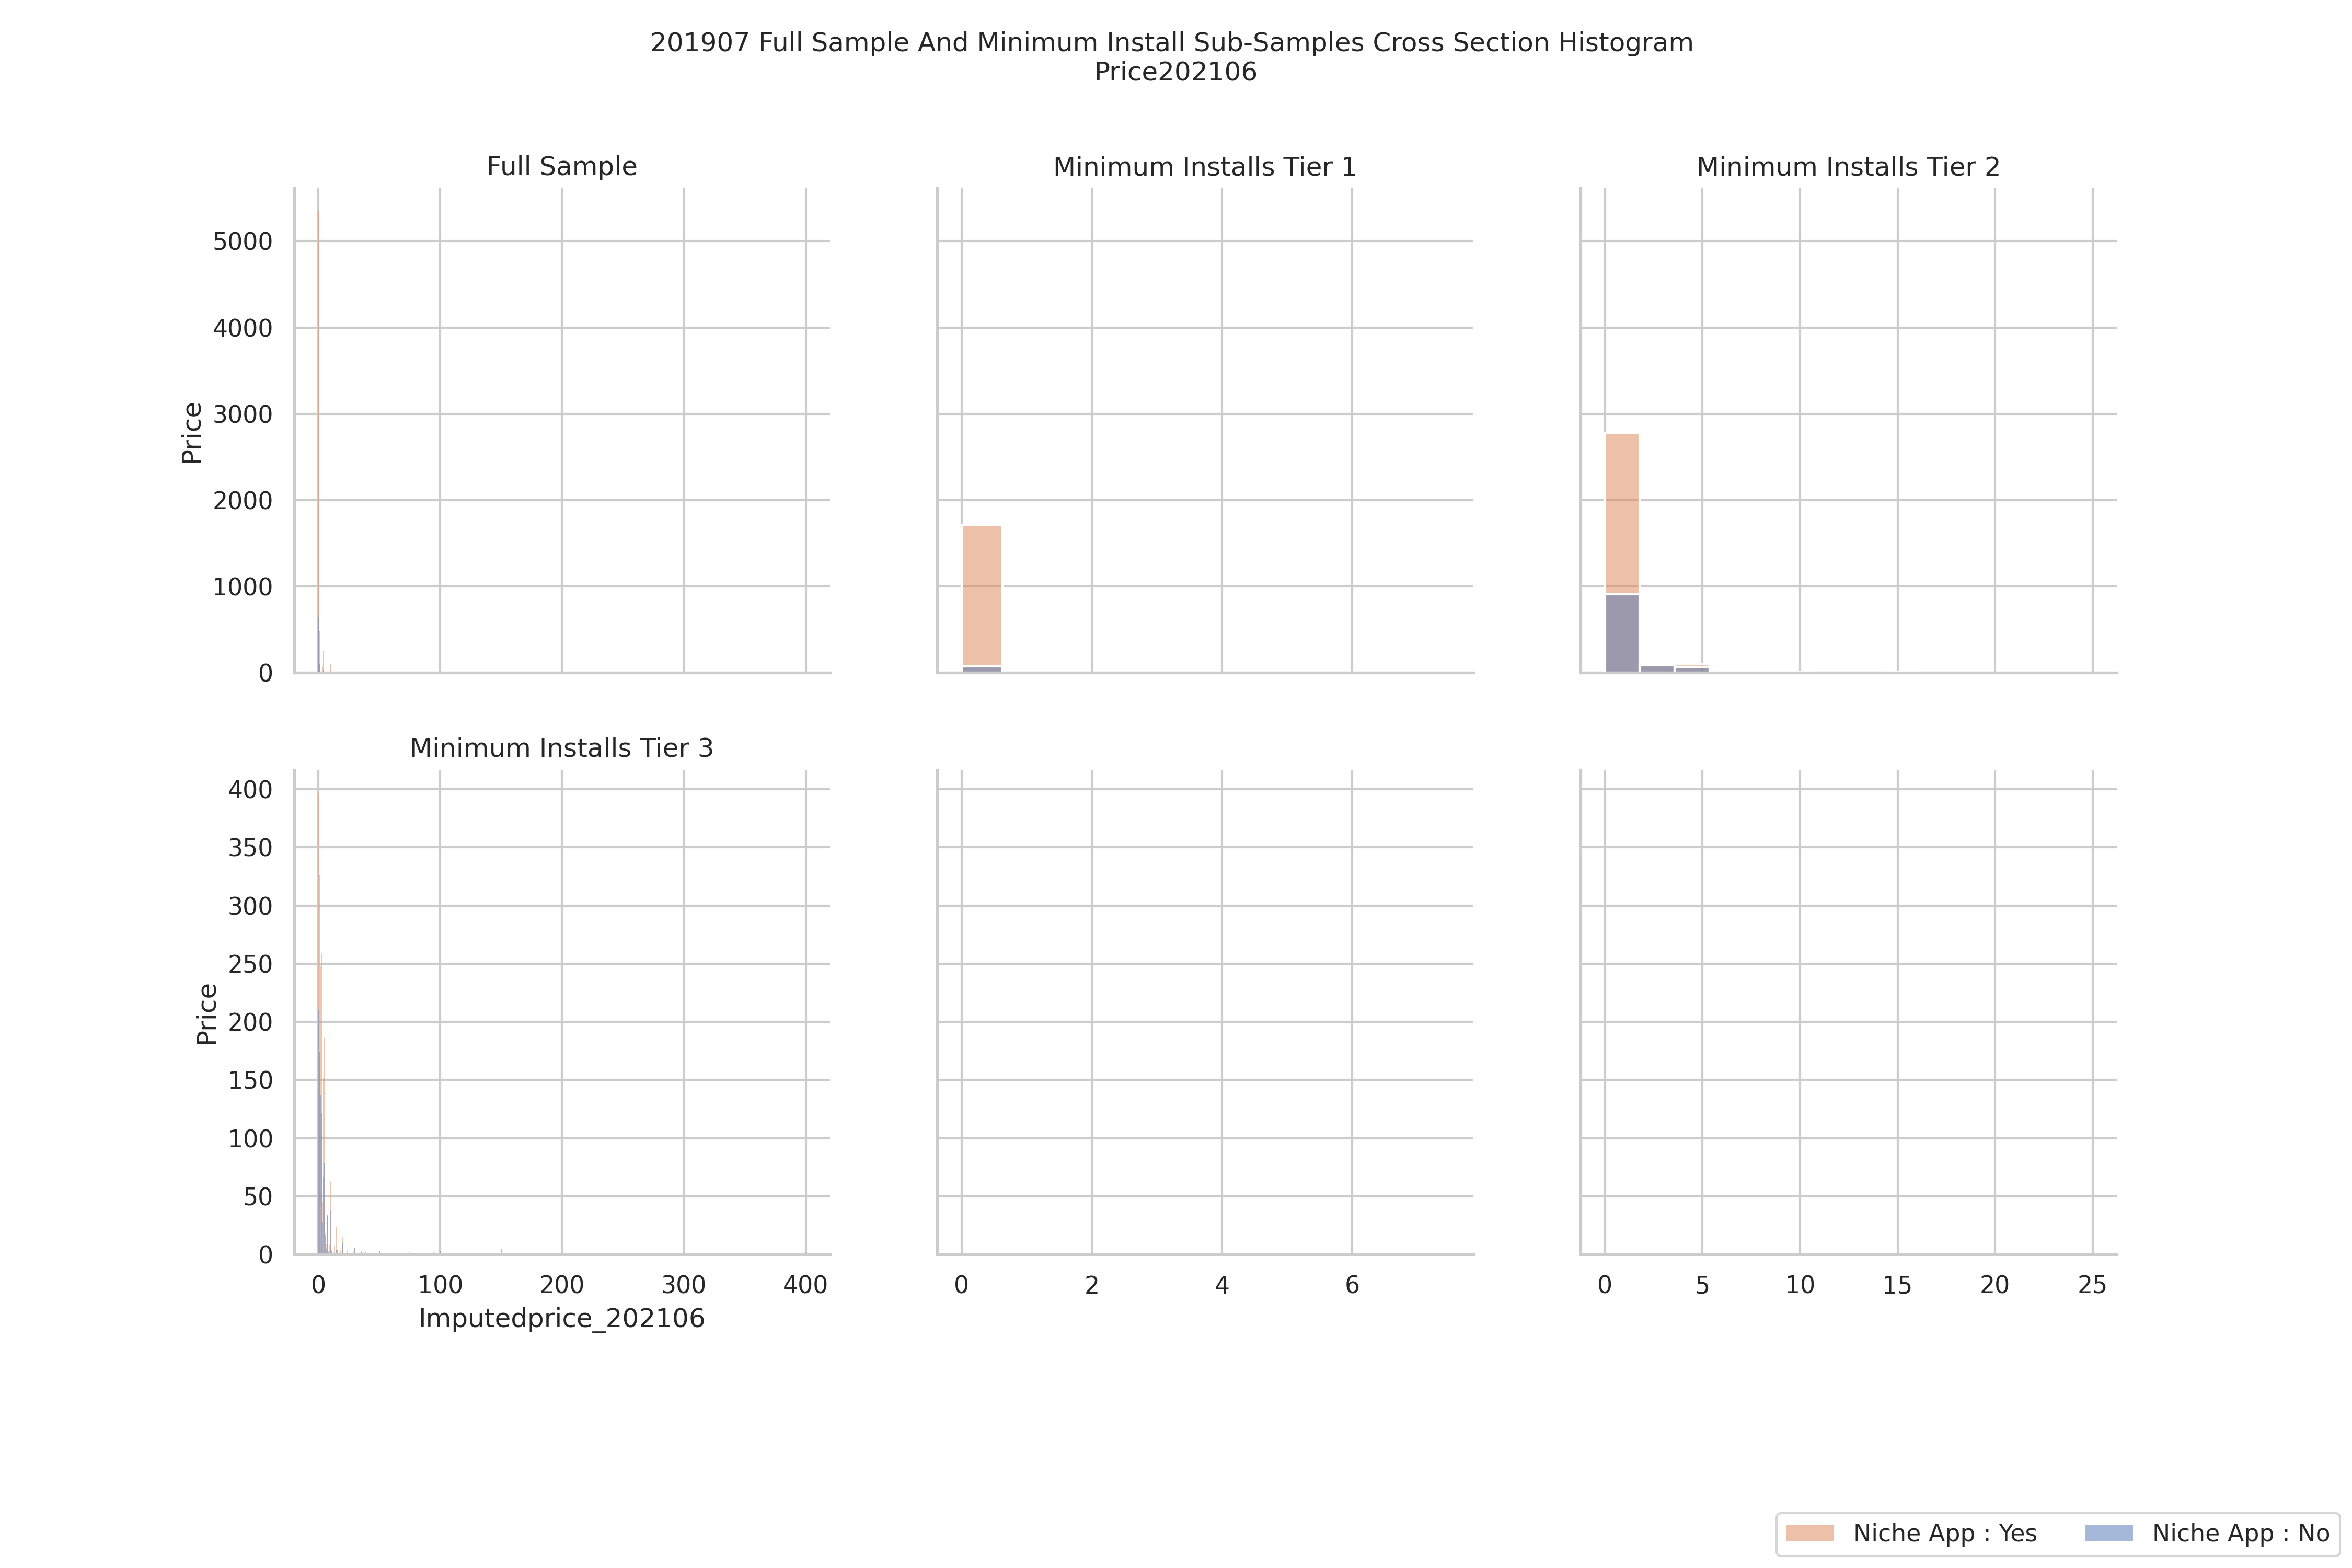 201907 Full Sample And Minimum Install Sub-Samples Cross Section Histogram
Price202106
Full Sample
Minimum Installs Tier 1
Minimum Installs Tier 2
5000
4000
3000
2000
1000
0
Price
Minimum Installs Tier 3
400
350
300
250
200
150
100
50
0
Price
0 100 200 300 400
0 2 4 6
0 5 10 15 20 25
Imputedprice_202106
Niche App : Yes
Niche App : No